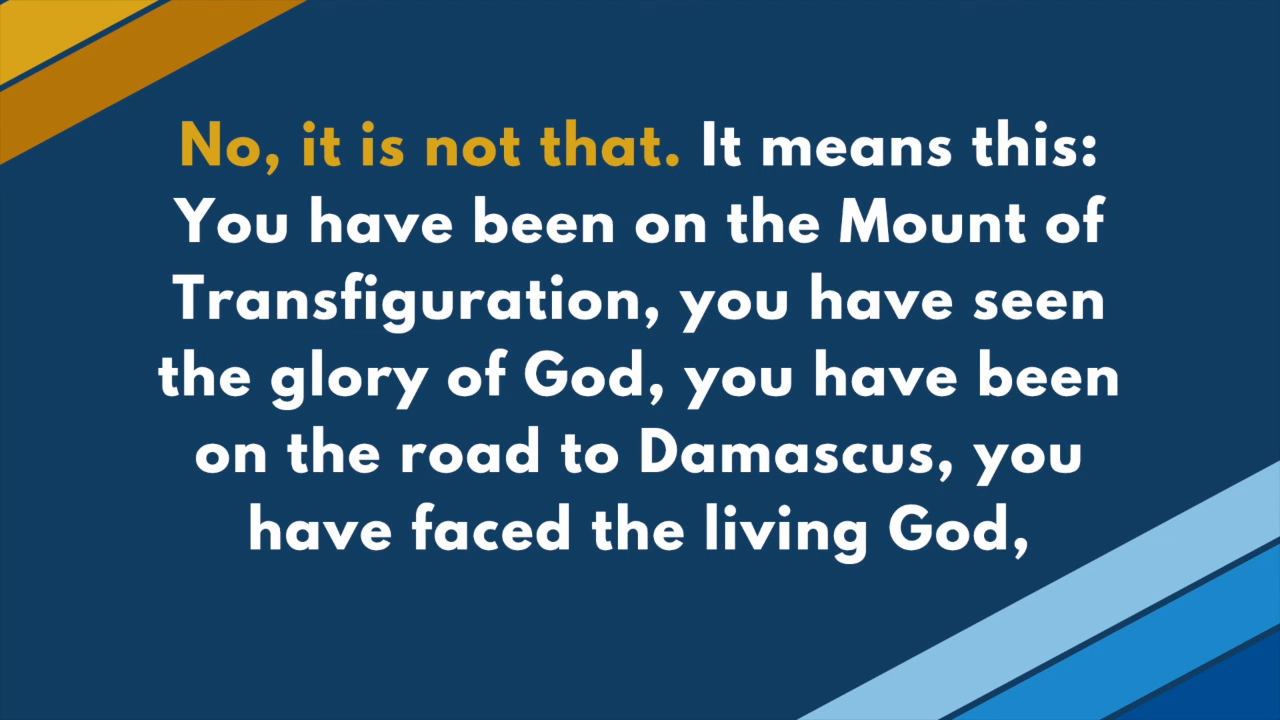 No, it is not that. It means this:
You have been on the Mount of
Transfiguration, you have seen
the glory of God, you have been
on the road to Damascus, you
have faced the living God,